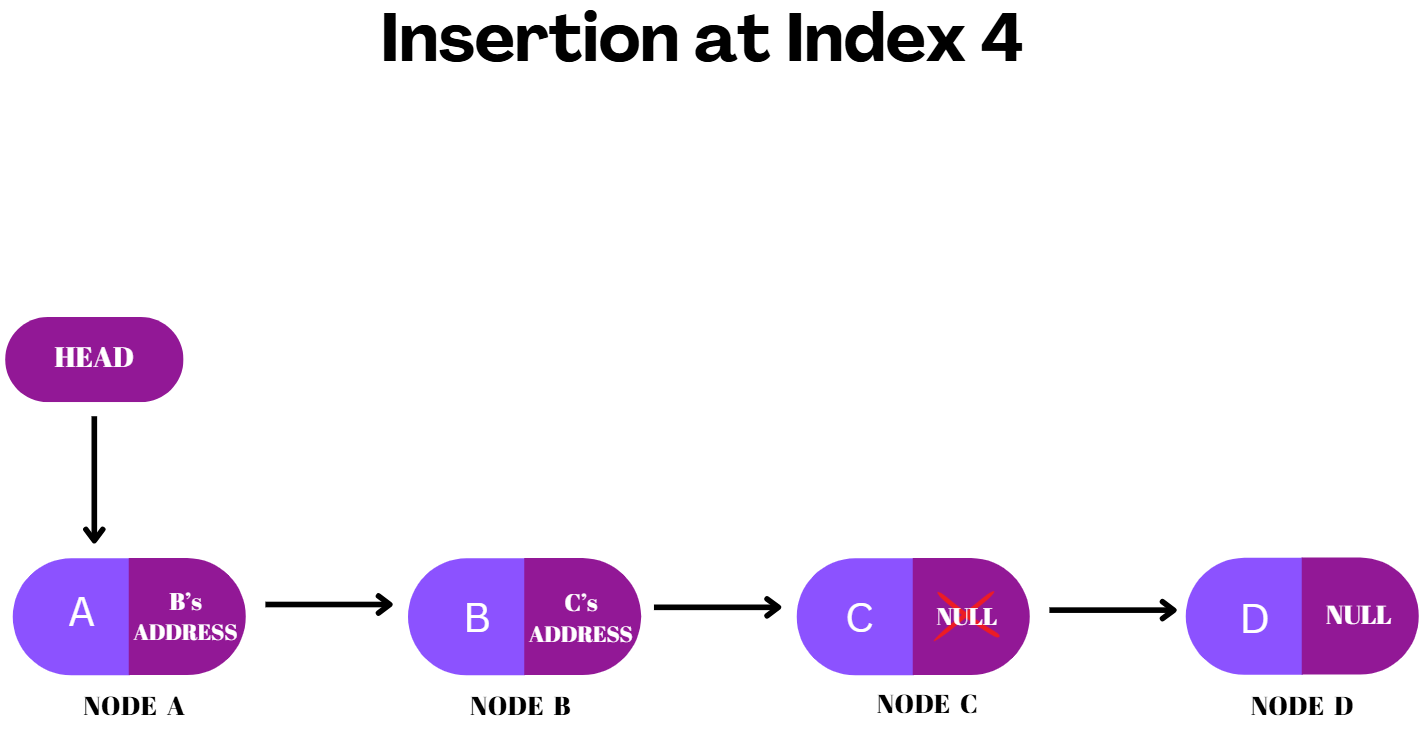 Insertion at Index 4
HEAD
A
B's
ADDRESS
B
C's
ADDRESS
C
NULL
D
NULL
NODE A
NODE B
NODE C
NODE D